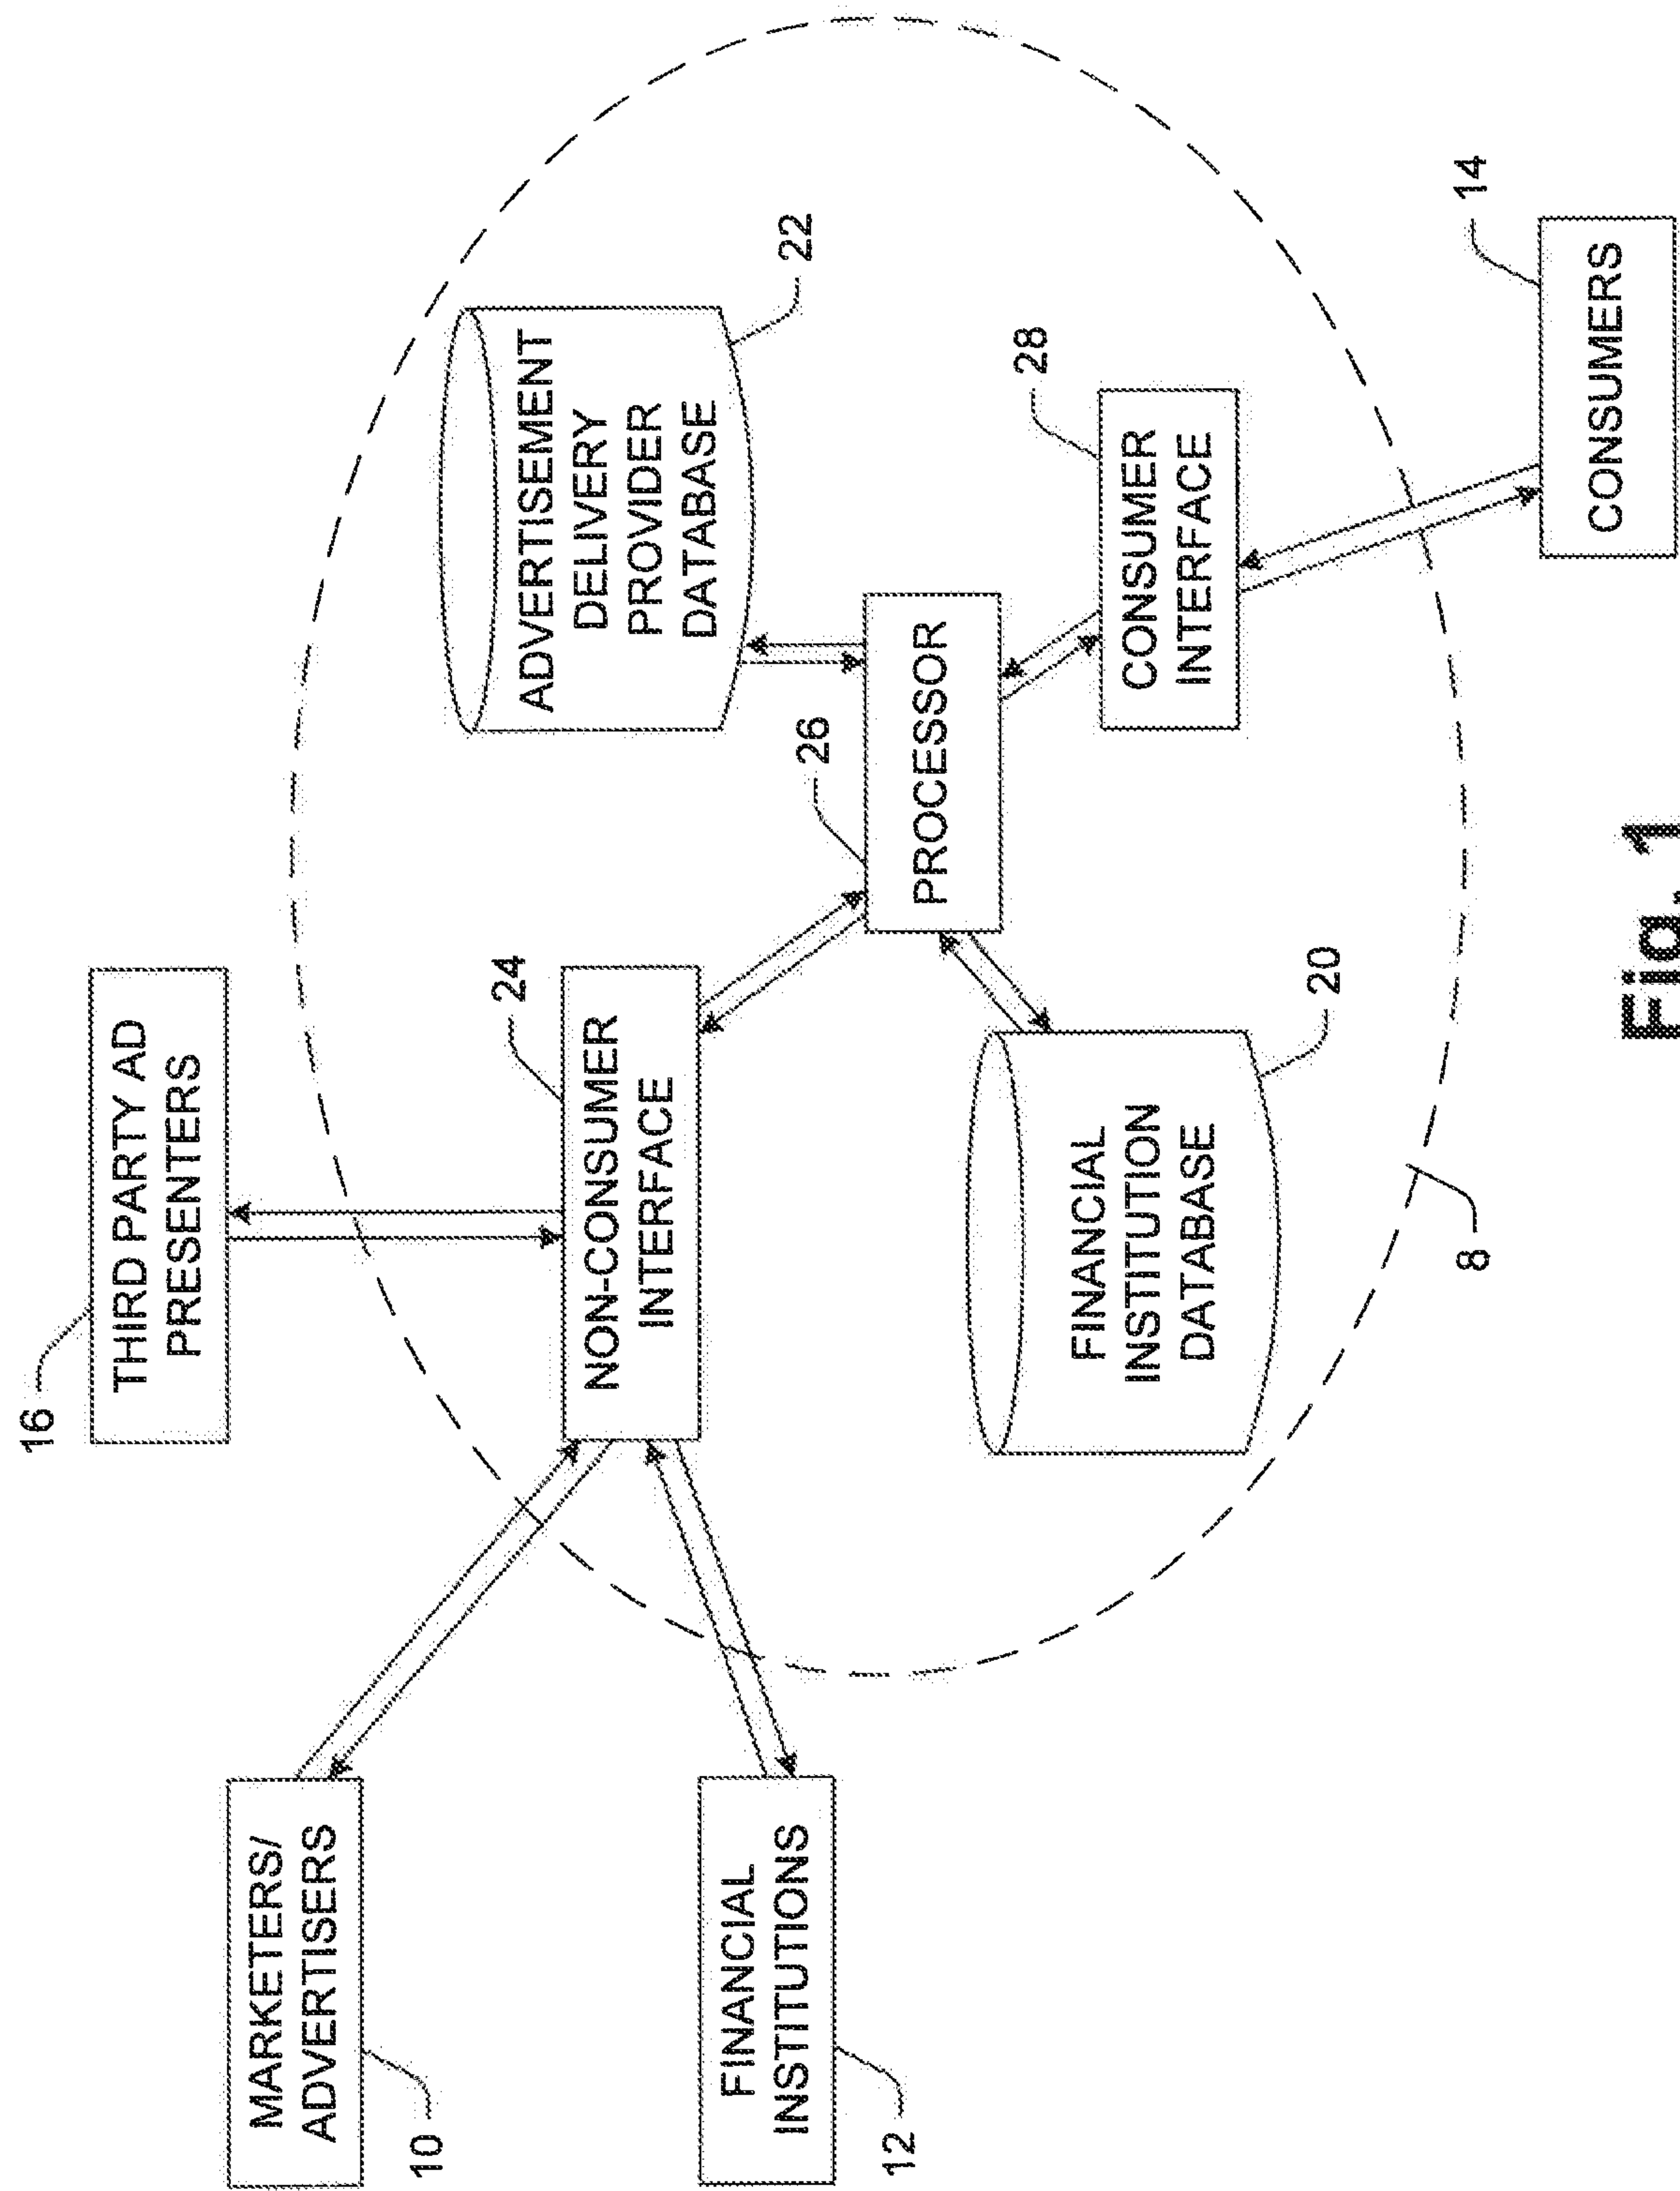 16
THIRD PARTY AD
PRESENTERS
MARKETERS/
ADVERTISERS
10
24
NON-CONSUMER
INTERFACE
ADVERTISEMENT
DELIVERY
PROVIDER
DATABASE
22
FINANCIAL
INSTITUTIONS
12
26
PROCESSOR
FINANCIAL
INSTITUTION
DATABASE
20
28
CONSUMER
INTERFACE
8
14
CONSUMERS
Fig. 1